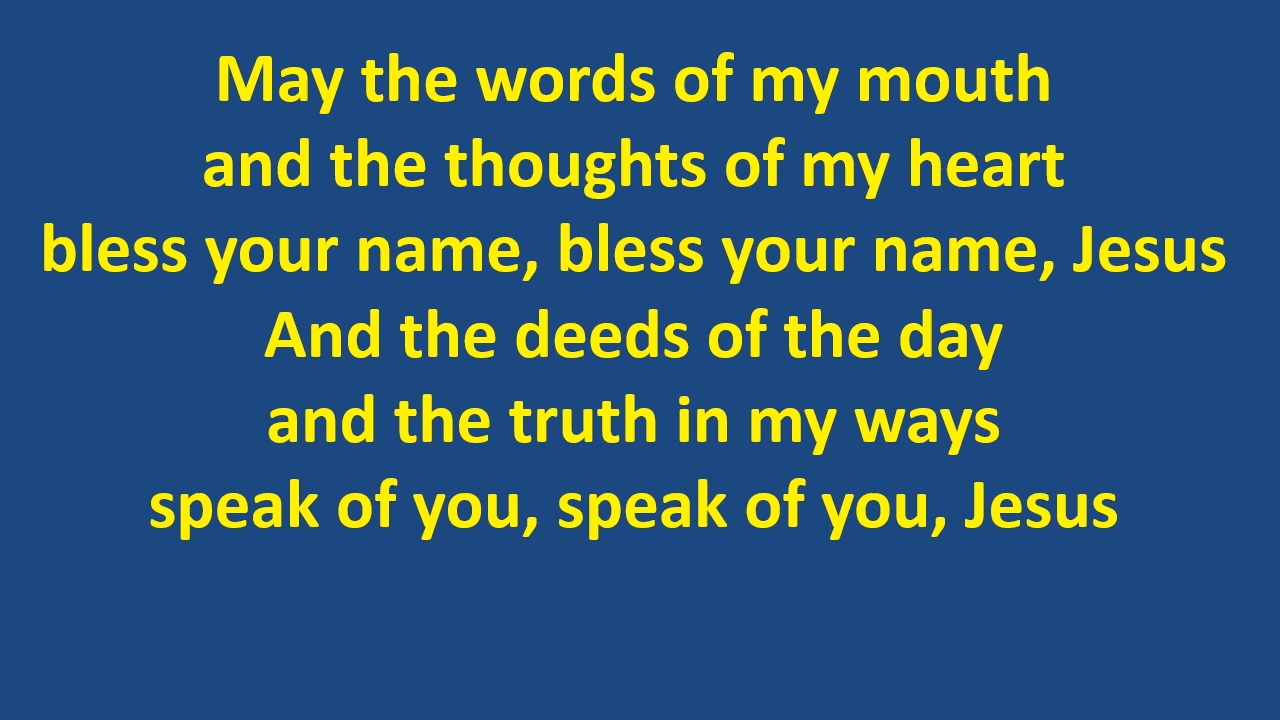 May the words of my mouth
and the thoughts of my heart
bless your name, bless your name, Jesus
And the deeds of the day
and the truth in my ways
speak of you, speak of you, Jesus